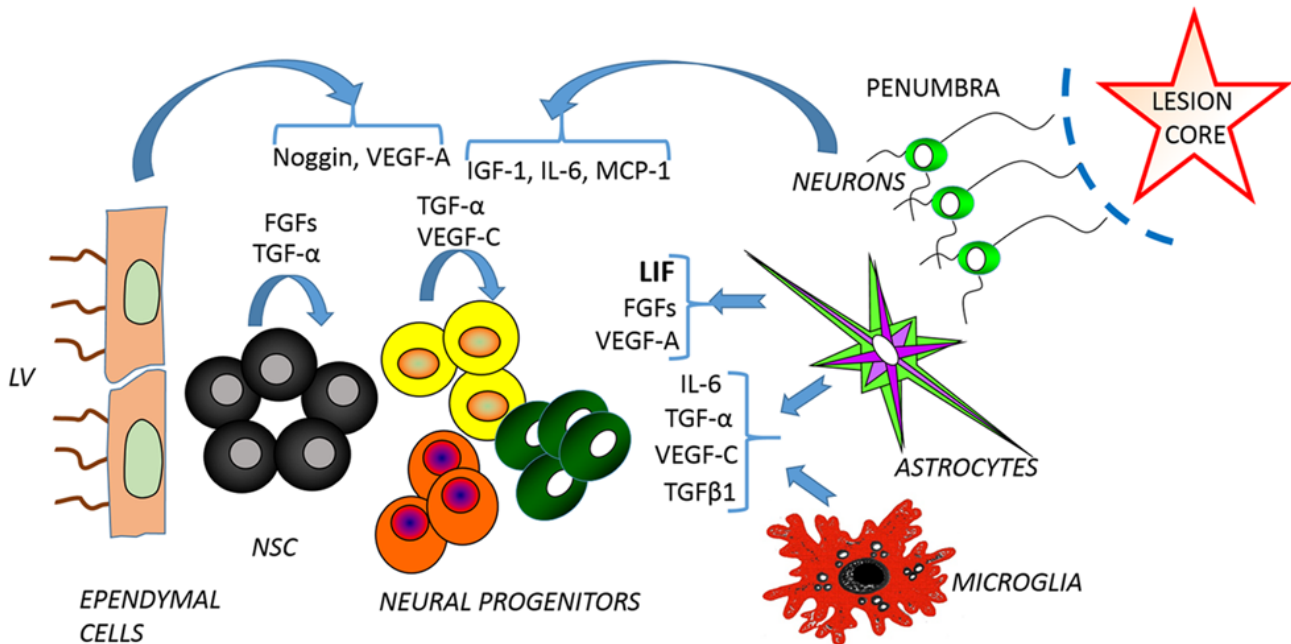 PENUMBRA
LESION
CORE
Noggin, VEGF-A
IGF-1, IL-6, MCP-1
NEURONS
FGFs
TGF-α
TGF-α
VEGF-C
LIF
FGFs
VEGF-A
LV
IL-6
TGF-α
VEGF-C
TGFβ1
ASTROCYTES
NSC
MICROGLIA
EPENDYMAL
CELLS
NEURAL PROGENITORS